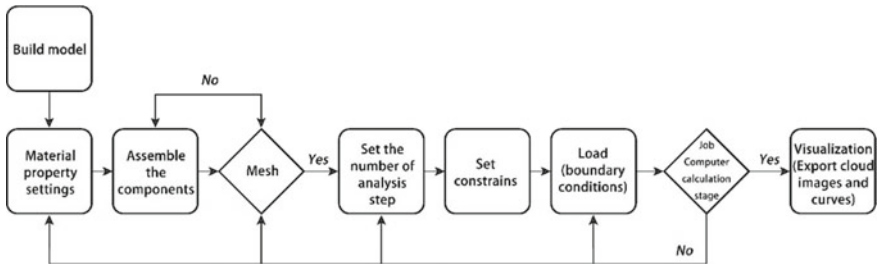 Build model
No
Material
property
settings
Assemble
the
components
Mesh
Yes
Set the
number of
analysis
step
Set
constrains
Load
(boundary
conditions)
Job
Computer
calculation
stage
Yes
Visualization
(Export cloud
images and
curves)
No